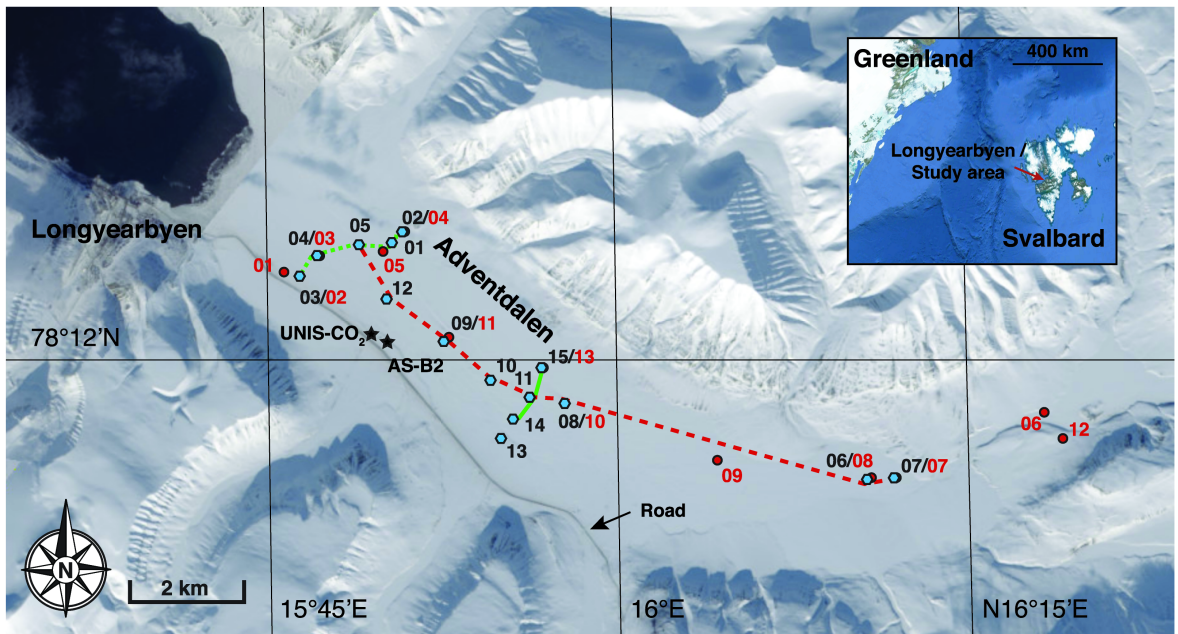 400 km
Greenland
Longyearbyen /
Study area
Svalbard
Longyearbyen
02/04
05
04/03
01
01
05
Adventdalen
03/02
12
78°12'N
UNIS-CO₂
09/11
AS-B2
15/13
10
11
08/10
14
13
06
12
09
06/08
07/07
Road
N
2 km
15°45'E
16°E
N16°15'E